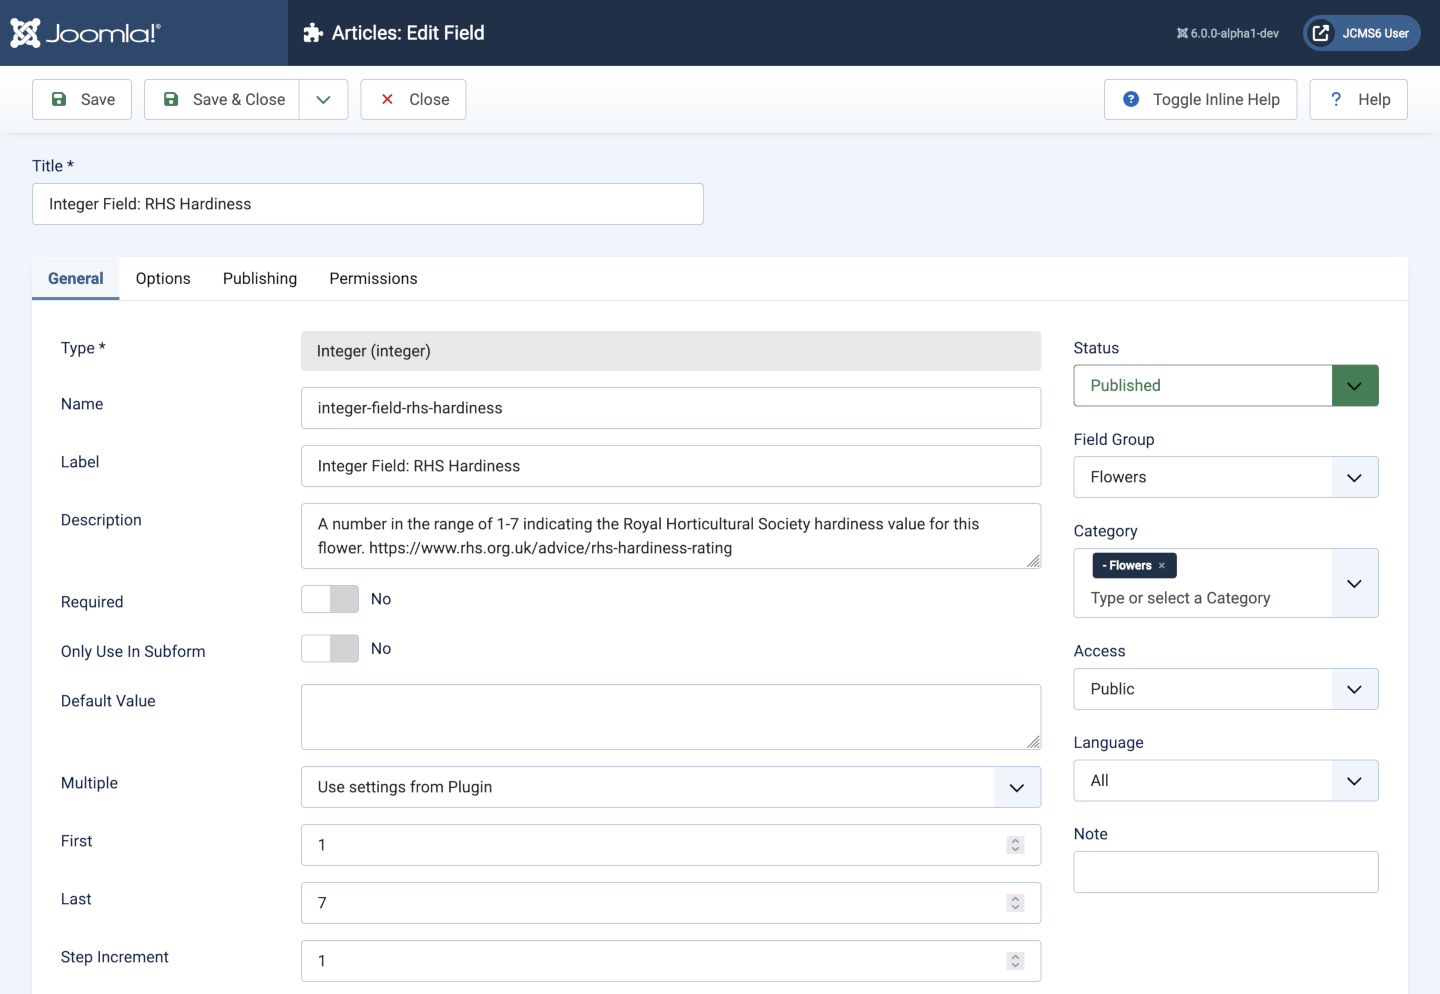 Joomla!®
Articles: Edit Field
6.0.0-alpha1-dev
JCMS6 User
Save
Save & Close
Close
Toggle Inline Help
? Help
Title *
Integer Field: RHS Hardiness
General
Options
Publishing
Permissions
Type *
Integer (integer)
Name
integer-field-rhs-hardiness
Label
Integer Field: RHS Hardiness
Description
A number in the range of 1-7 indicating the Royal Horticultural Society hardiness value for this
flower. https://www.rhs.org.uk/advice/rhs-hardiness-rating
Required
No
Only Use In Subform
No
Default Value
Multiple
Use settings from Plugin
First
1
Last
7
Step Increment
1
Status
Published
Field Group
Flowers
Category
- Flowers ×
Type or select a Category
Access
Public
Language
All
Note